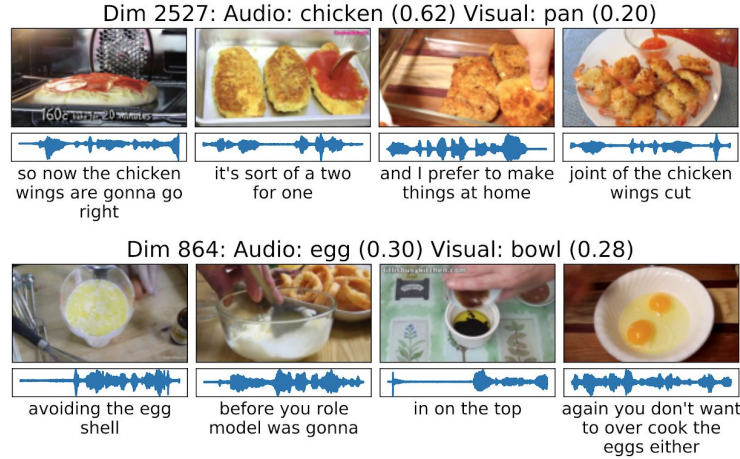 Dim 2527: Audio: chicken (0.62) Visual: pan (0.20)
160c bake for 20 minutes
so now the chicken
wings are gonna go
right
it's sort of a two
for one
and I prefer to make
things at home
joint of the chicken
wings cut
Dim 864: Audio: egg (0.30) Visual: bowl (0.28)
avoiding the egg
shell
before you role
model was gonna
in on the top
again you don't want
to over cook the
eggs either